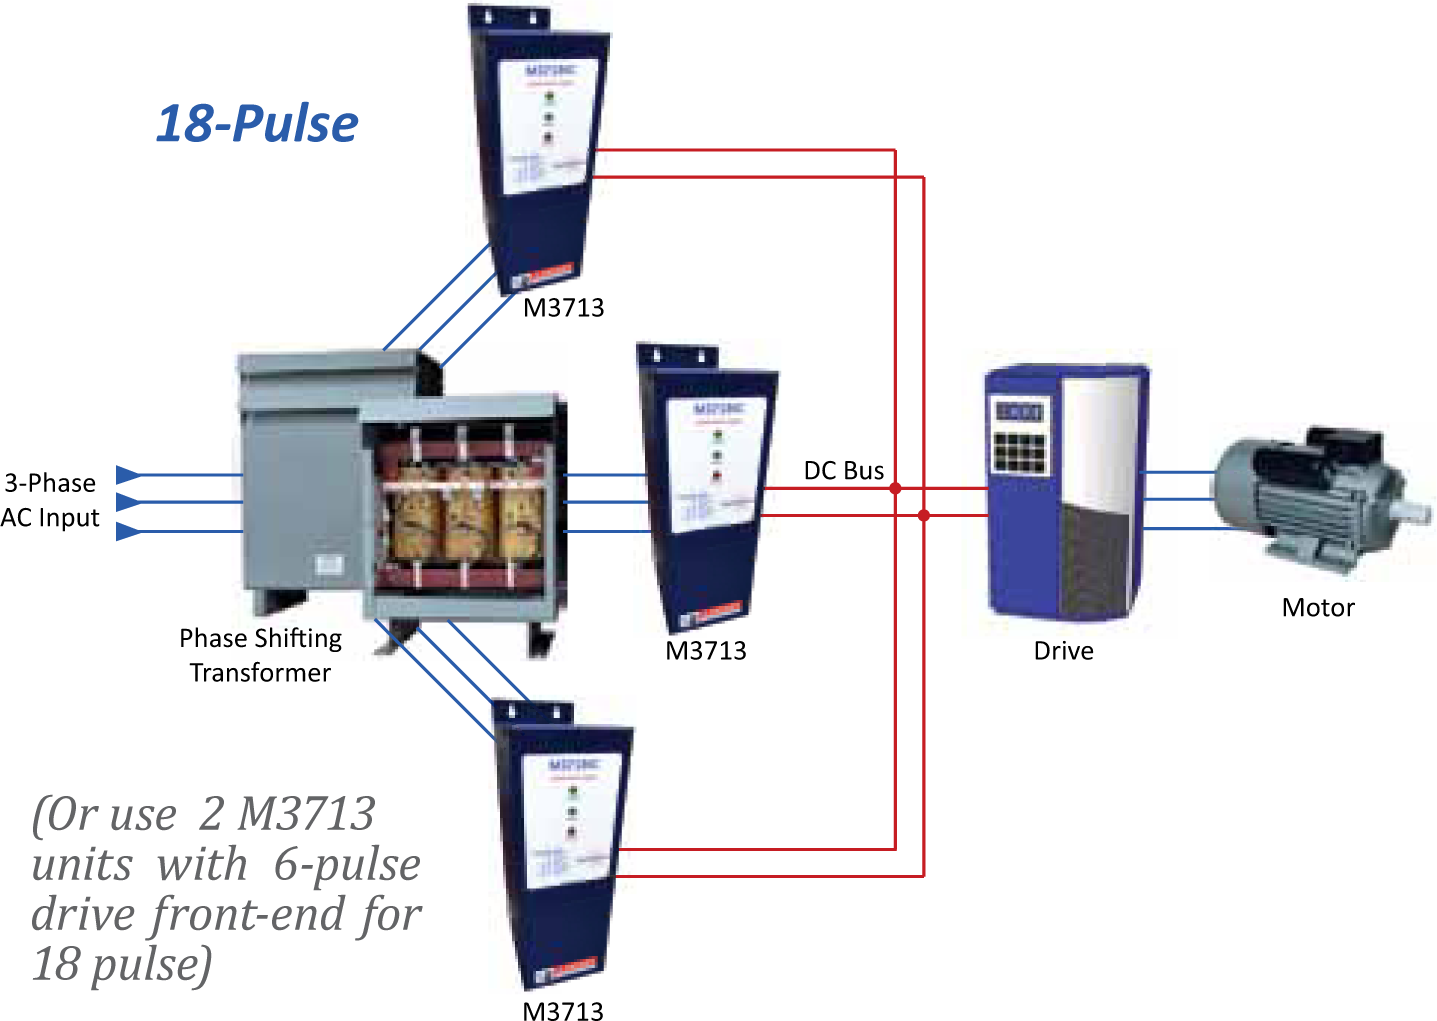 18-Pulse
M3713
3-Phase
AC Input
DC Bus
Phase Shifting
Transformer
M3713
Drive
Motor
(Or use 2 M3713
units with 6-pulse
drive front-end for
18 pulse)
M3713